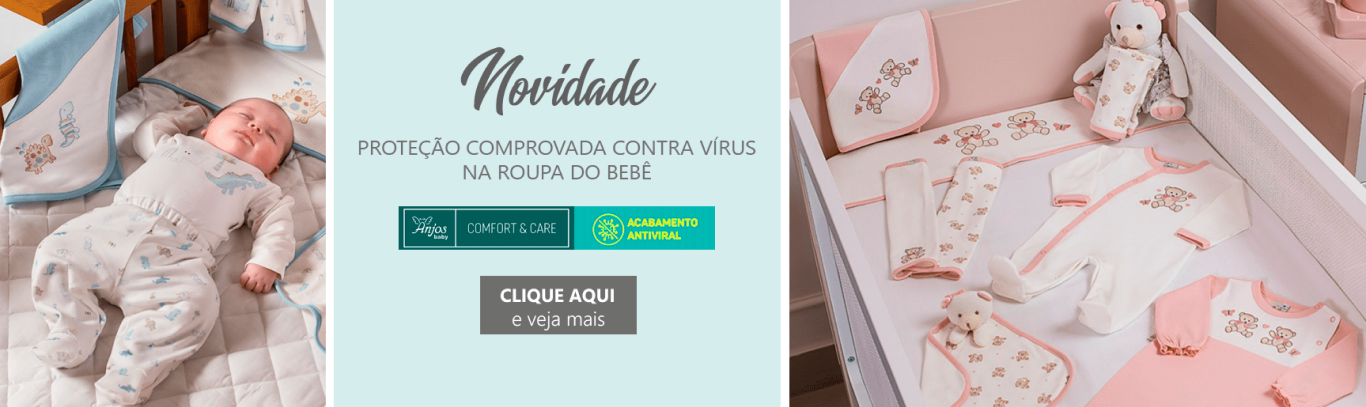 Novidade
PROTEÇÃO COMPROVADA CONTRA VÍRUS
NA ROUPA DO BEBÊ
Anjos
baby
COMFORT & CARE
ACABAMENTO
ANTIVIRAL
CLIQUE AQUI
e veja mais